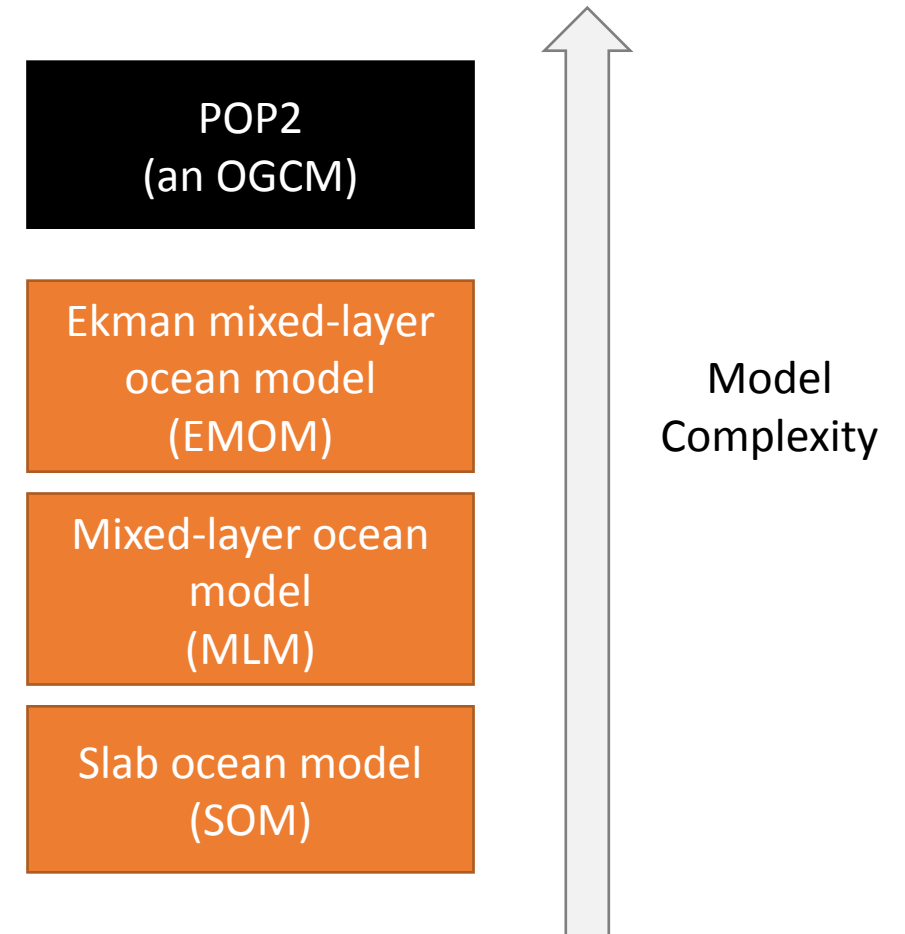 POP2
(an OGCM)
Ekman mixed-layer
ocean model
(EMOM)
Model
Complexity
Mixed-layer ocean
model
(MLM)
Slab ocean model
(SOM)